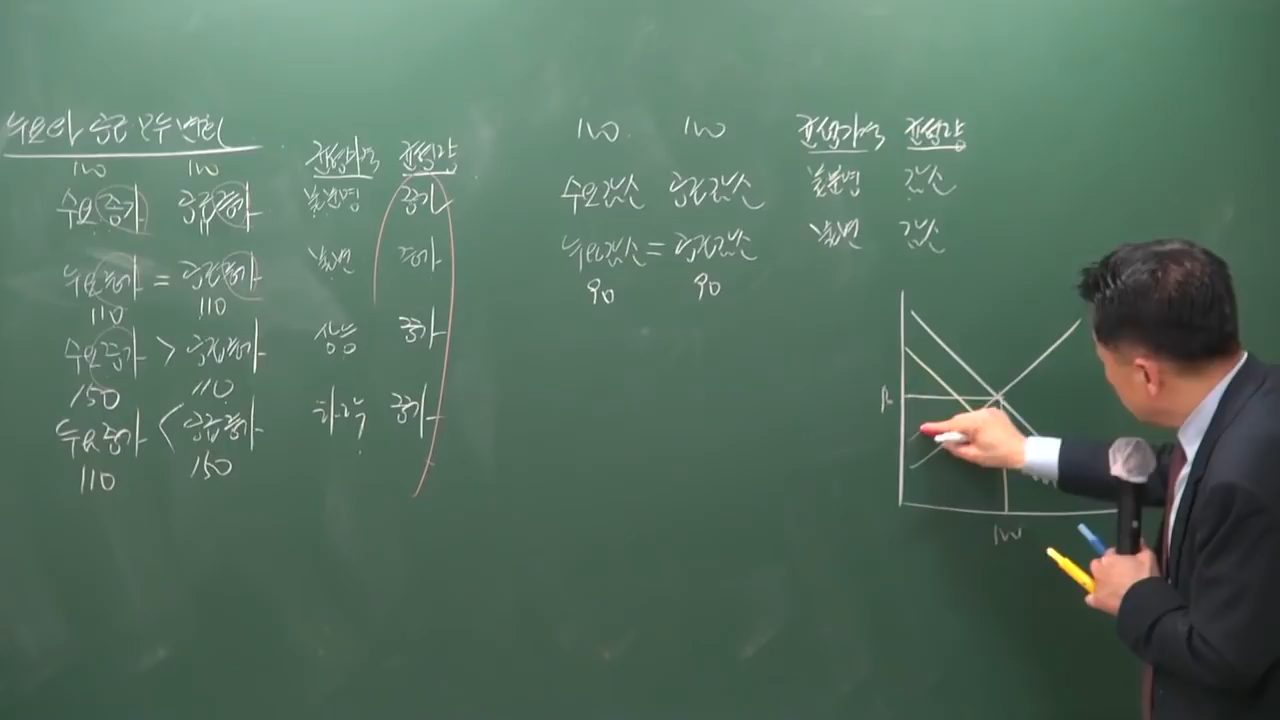 수요와 공급 모두 변화
100 100 균형가격 균형량
수요증가 공급증가 불분명 증가
수요증가 = 공급증가 불변 증가
110 110
수요증가 > 공급증가 상승 증가
150 110
수요증가 < 공급증가 하락 증가
110 150
100 100 균형가격 균형량
수요감소 공급감소 불분명 감소
수요감소 = 공급감소 불변 감소
90 90
100